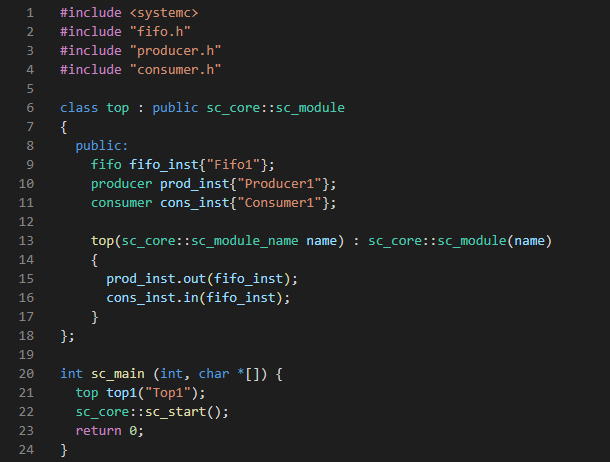 1 #include <systemc>
2 #include "fifo.h"
3 #include "producer.h"
4 #include "consumer.h"
5
6 class top : public sc_core::sc_module
7 {
8   public:
9     fifo fifo_inst{"Fifo1"};
10     producer prod_inst{"Producer1"};
11     consumer cons_inst{"Consumer1"};
12
13     top(sc_core::sc_module_name name) : sc_core::sc_module(name)
14     {
15       prod_inst.out(fifo_inst);
16       cons_inst.in(fifo_inst);
17     }
18 };
19
20 int sc_main (int, char *[]) {
21   top top1("Top1");
22   sc_core::sc_start();
23   return 0;
24 }